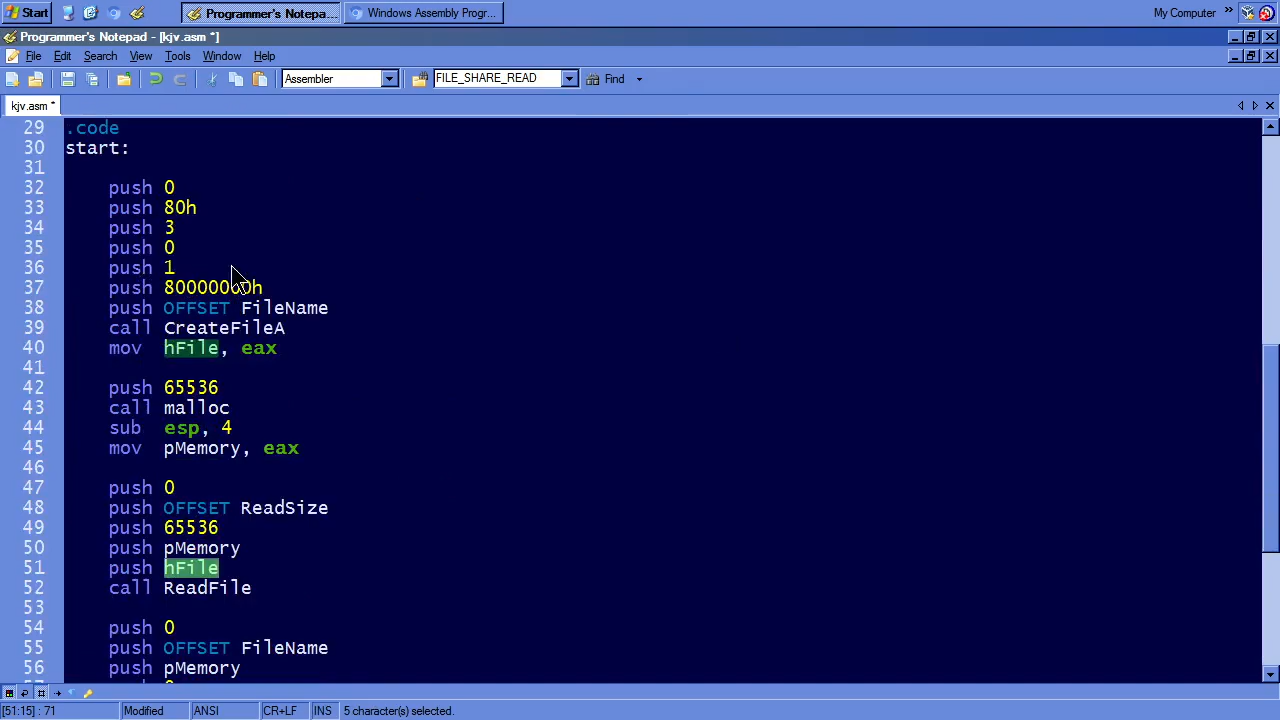 Start
Programmer's Notepa...
Windows Assembly Progr...
My Computer »
Programmer's Notepad - [kjv.asm *]
File Edit Search View Tools Window Help
Assembler
FILE_SHARE_READ
Find
kjv.asm *
29 .code
30 start:
31
32 push 0
33 push 80h
34 push 3
35 push 0
36 push 1
37 push 80000000h
38 push OFFSET FileName
39 call CreateFileA
40 mov hFile, eax
41
42 push 65536
43 call malloc
44 sub esp, 4
45 mov pMemory, eax
46
47 push 0
48 push OFFSET ReadSize
49 push 65536
50 push pMemory
51 push hFile
52 call ReadFile
53
54 push 0
55 push OFFSET FileName
56 push pMemory
[51:15] : 71 Modified ANSI CR+LF INS 5 character(s) selected.